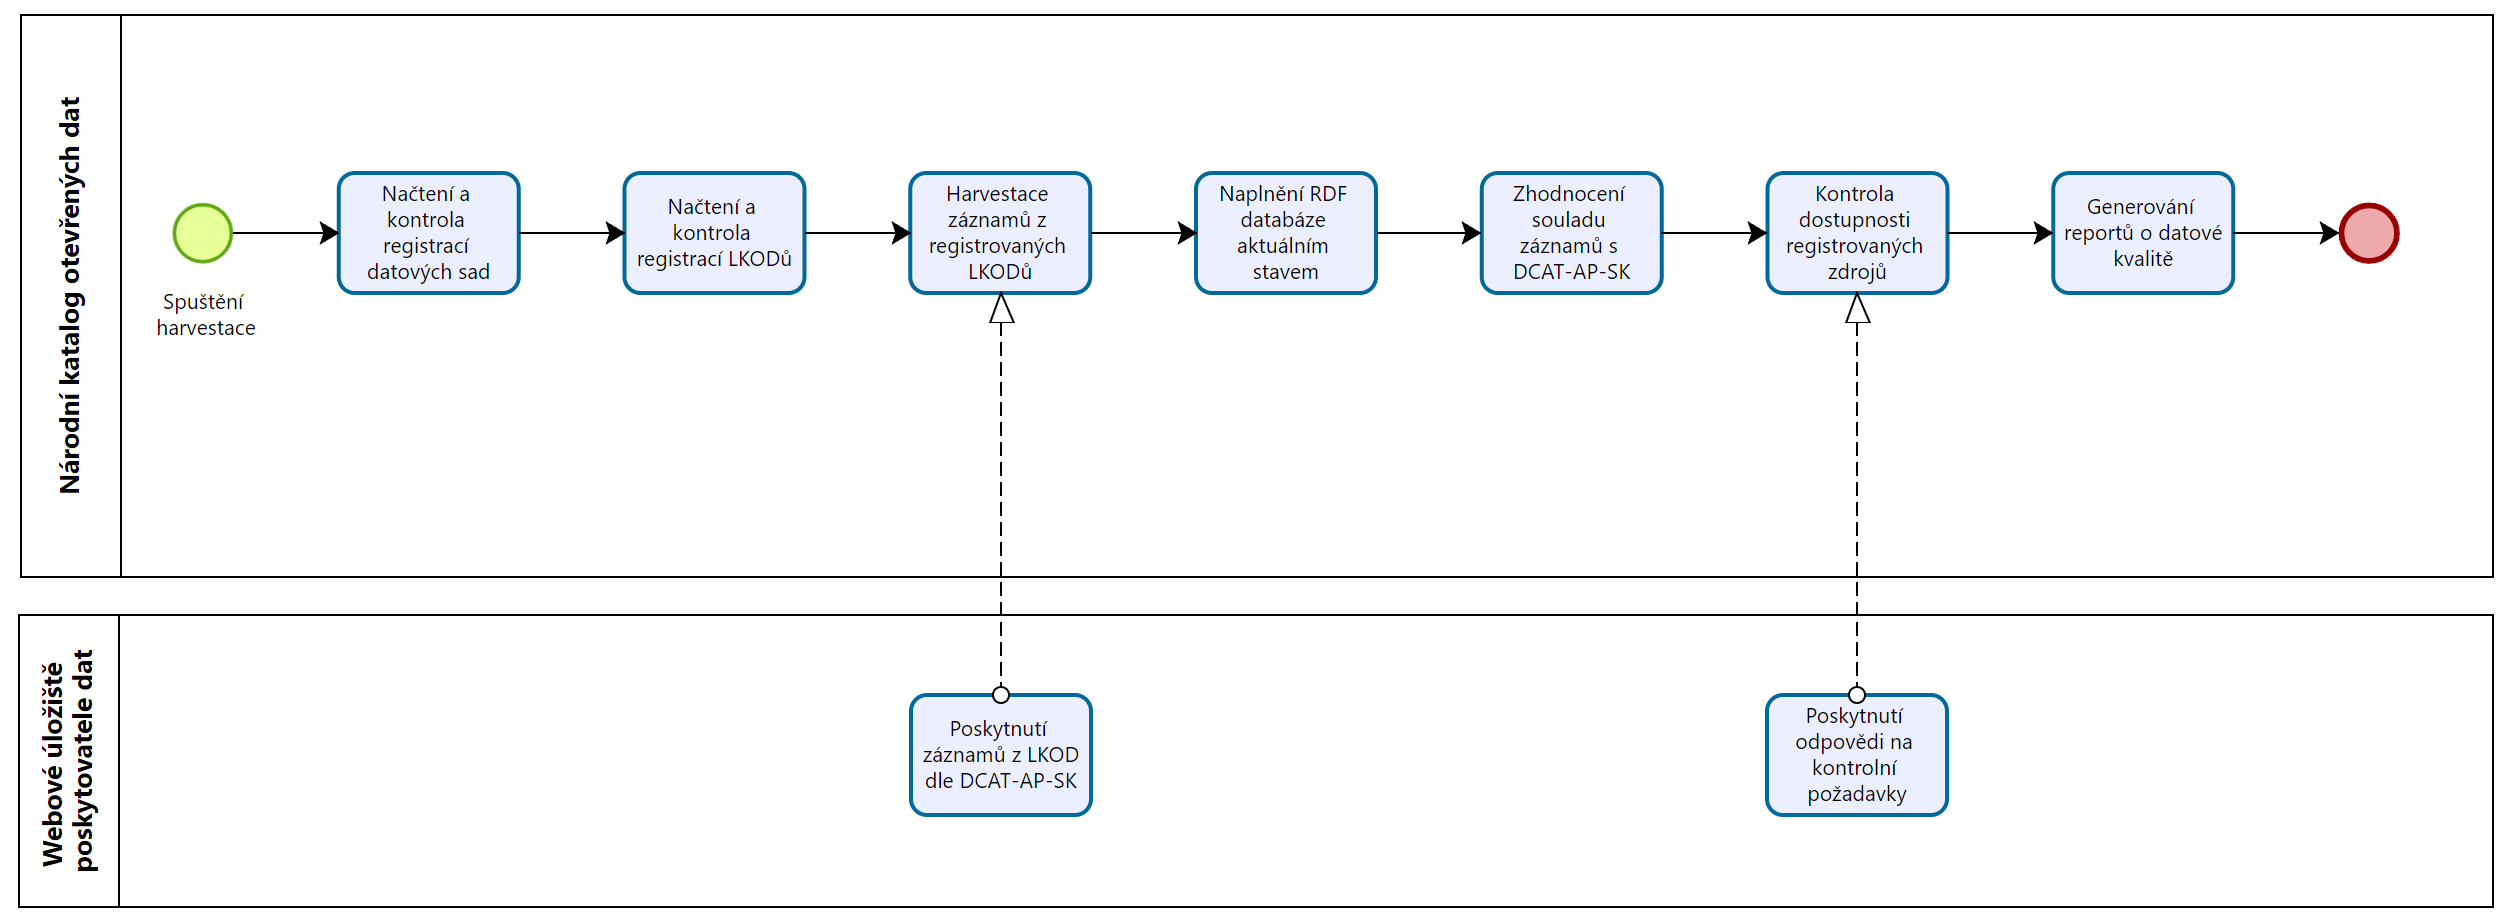 Národní katalog otevřených dat
Spuštění
harvestace
Načtení a
kontrola
registrací
datových sad
Načtení a
kontrola
registrací LKODů
Harvestace
záznamů z
registrovaných
LKODů
Naplnění RDF
databáze
aktuálním
stavem
Zhodnocení
souladu
záznamů s
DCAT-AP-SK
Kontrola
dostupnosti
registrovaných
zdrojů
Generování
reportů o datové
kvalitě
Webové úložiště
poskytovatele dat
Poskytnutí
záznamů z LKOD
dle DCAT-AP-SK
Poskytnutí
odpovědi na
kontrolní
požadavky